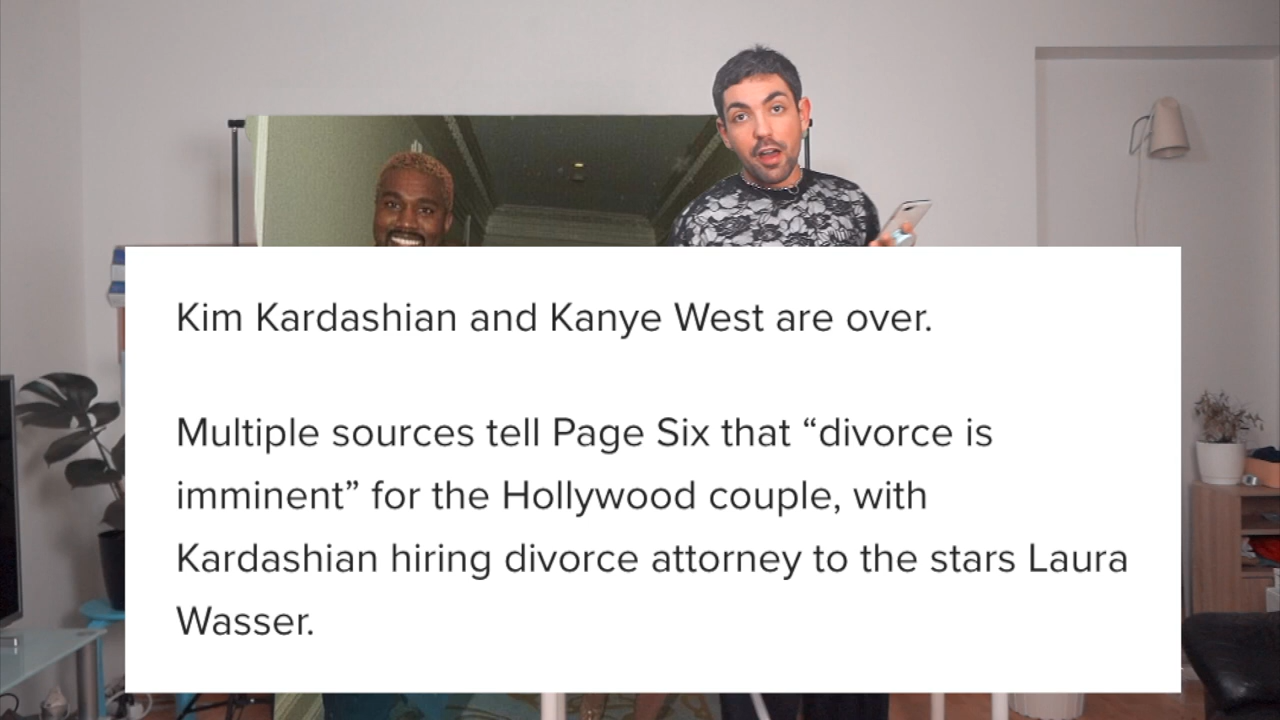 Kim Kardashian and Kanye West are over.
Multiple sources tell Page Six that “divorce is
imminent” for the Hollywood couple, with
Kardashian hiring divorce attorney to the stars Laura
Wasser.